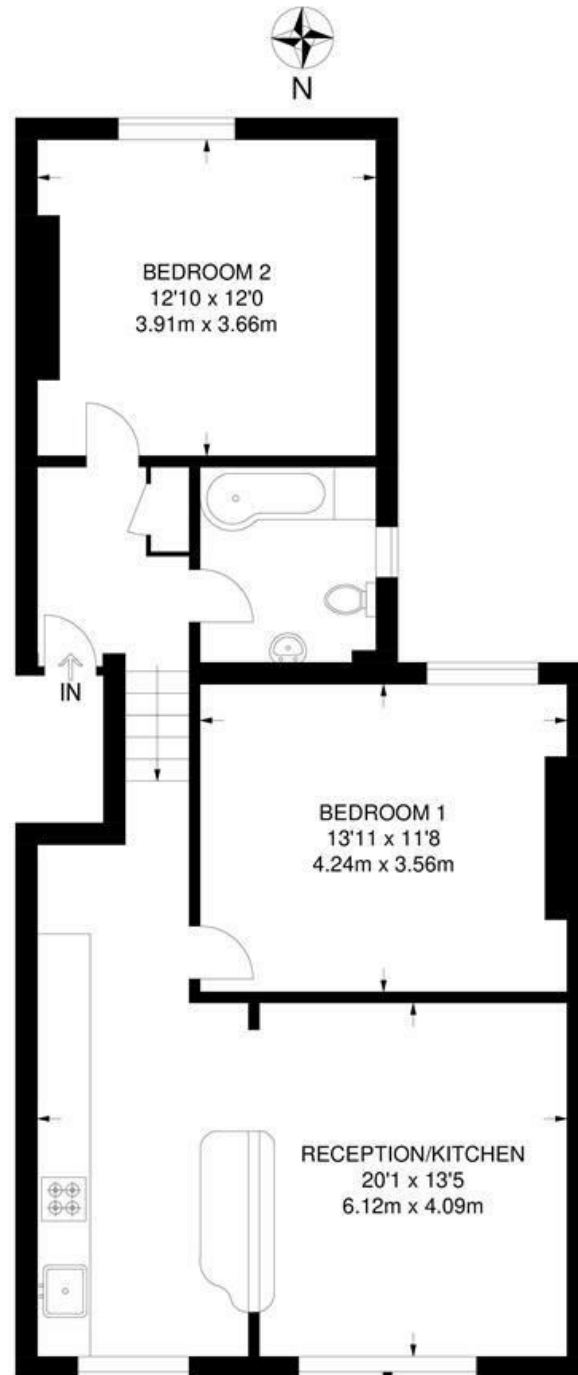 N
BEDROOM 2
12'10 x 12'0
3.91m x 3.66m
IN
BEDROOM 1
13'11 x 11'8
4.24m x 3.56m
RECEPTION/KITCHEN
20'1 x 13'5
6.12m x 4.09m